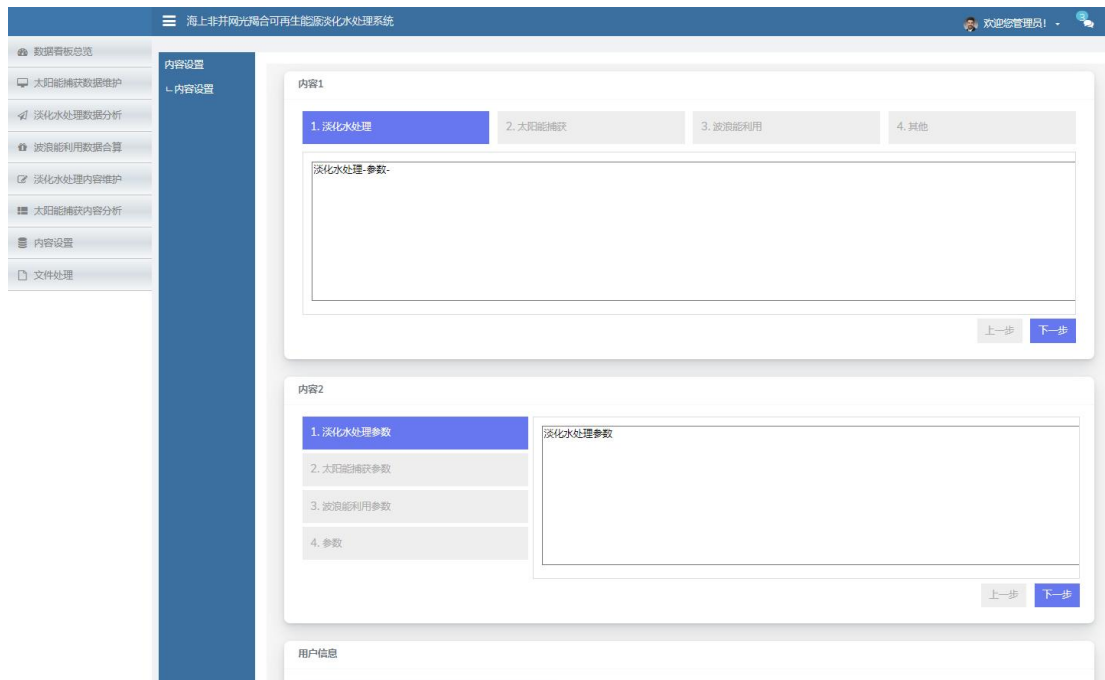 海上非并网光耦合可再生能源淡化水处理系统
欢迎您管理员!
3
数据看板总览
太阳能捕获数据维护
淡化水处理数据分析
波浪能利用数据合算
淡化水处理内容维护
太阳能捕获内容分析
内容设置
文件处理
内容设置
∟内容设置
内容1
1. 淡化水处理
2. 太阳能捕获
3. 波浪能利用
4. 其他
淡化水处理-参数-
上一步
下一步
内容2
1. 淡化水处理参数
2. 太阳能捕获参数
3. 波浪能利用参数
4. 参数
淡化水处理参数
上一步
下一步
用户信息